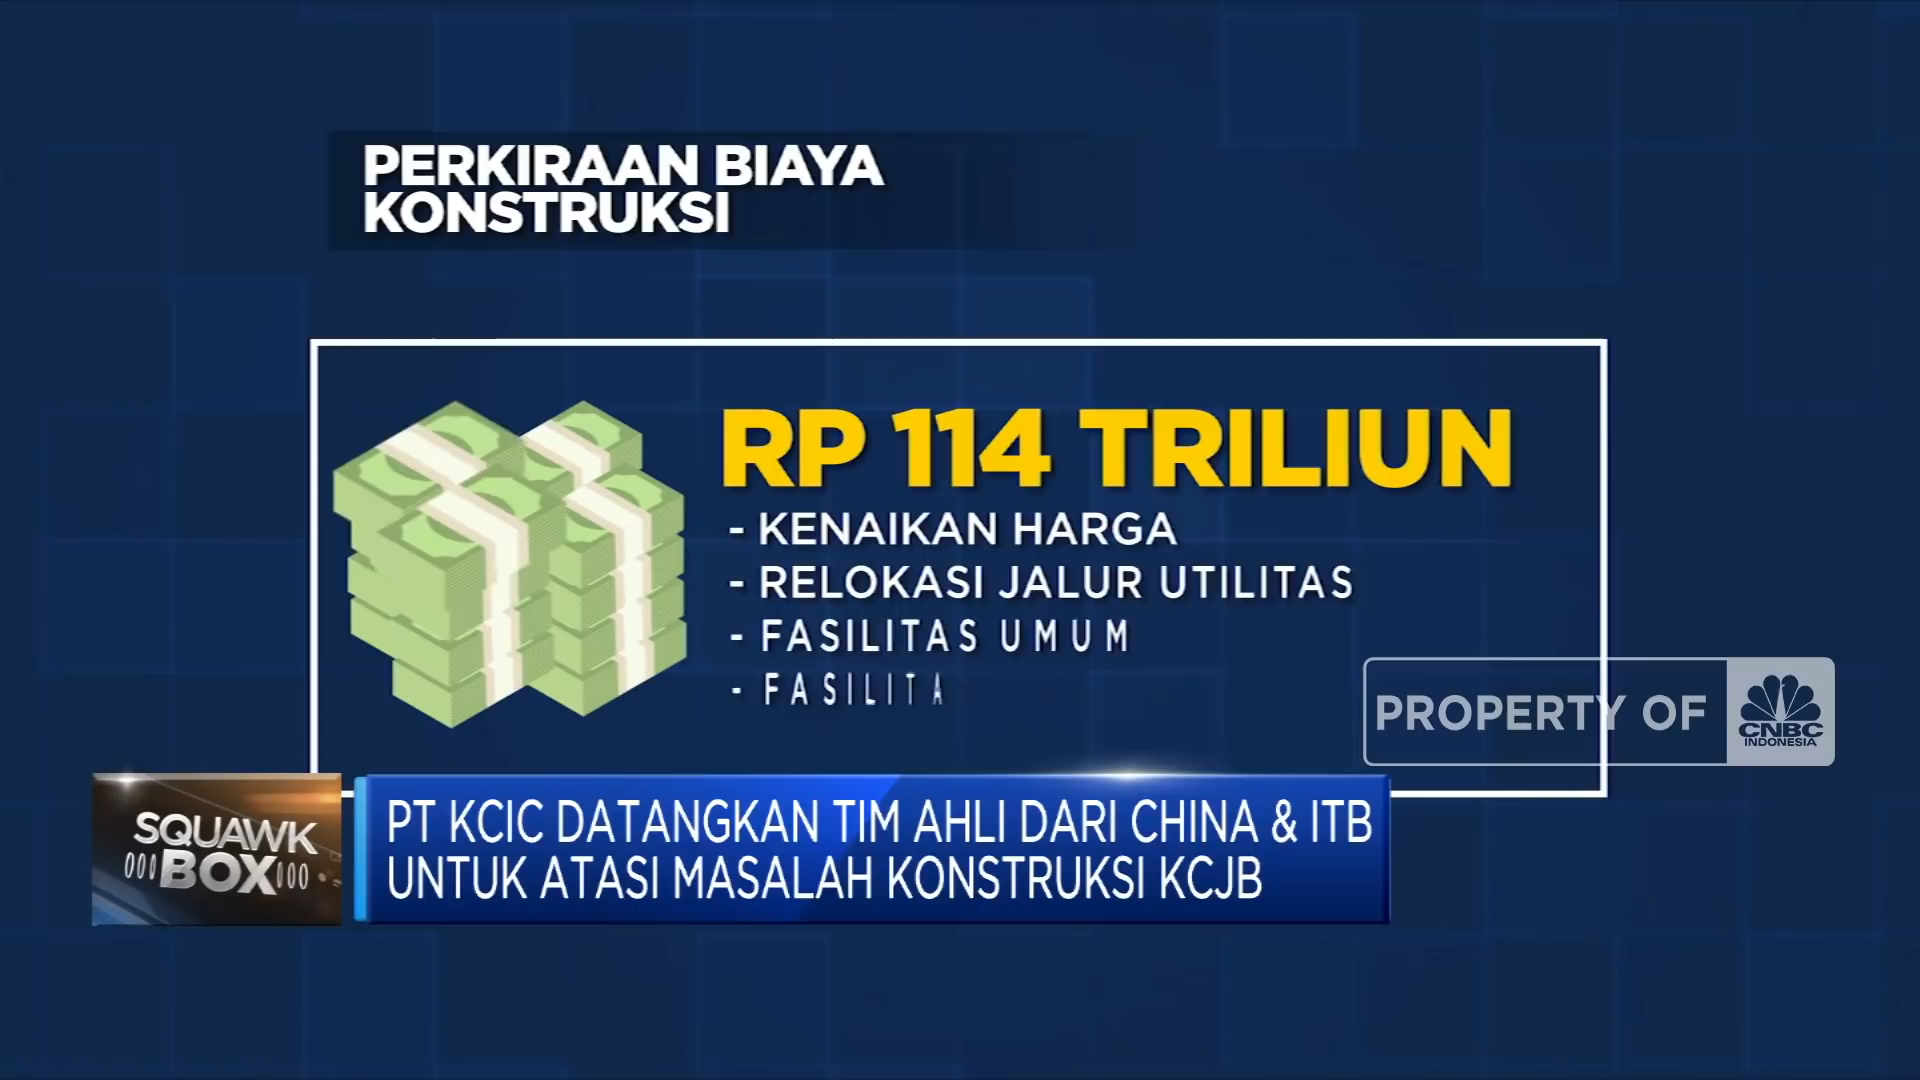 PERKIRAAN BIAYA
KONSTRUKSI
RP 114 TRILIUN
- KENAIKAN HARGA
- RELOKASI JALUR UTILITAS
- FASILITAS UMUM
- FASILITA
PROPERTY OF
CNBC
INDONESIA
SQUAWK
BOX
PT KCIC DATANGKAN TIM AHLI DARI CHINA & ITB
UNTUK ATASI MASALAH KONSTRUKSI KCJB